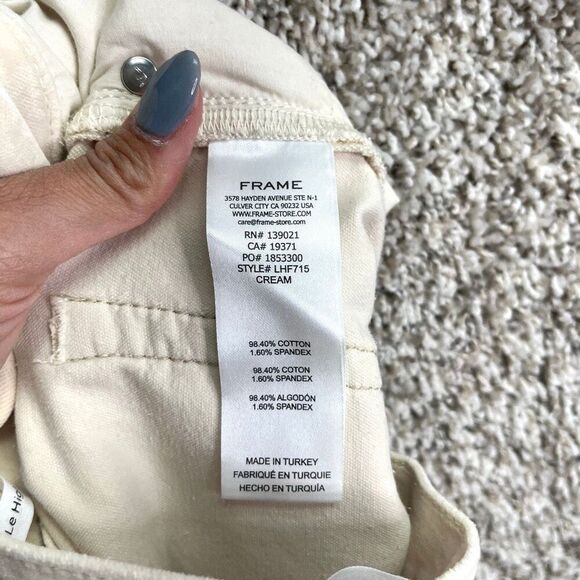 FRAME
3578 HAYDEN AVENUE STE N-1
CULVER CITY CA 90232 USA
WWW.FRAME-STORE.COM
care@frame-store.com
RN# 139021
CA# 19371
PO# 1853300
STYLE# LHF715
CREAM
98.40% COTTON
1.60% SPANDEX
98.40% COTON
1.60% SPANDEX
98.40% ALGODÓN
1.60% SPANDEX
MADE IN TURKEY
FABRIQUÉ EN TURQUIE
HECHO EN TURQUÍA
Le